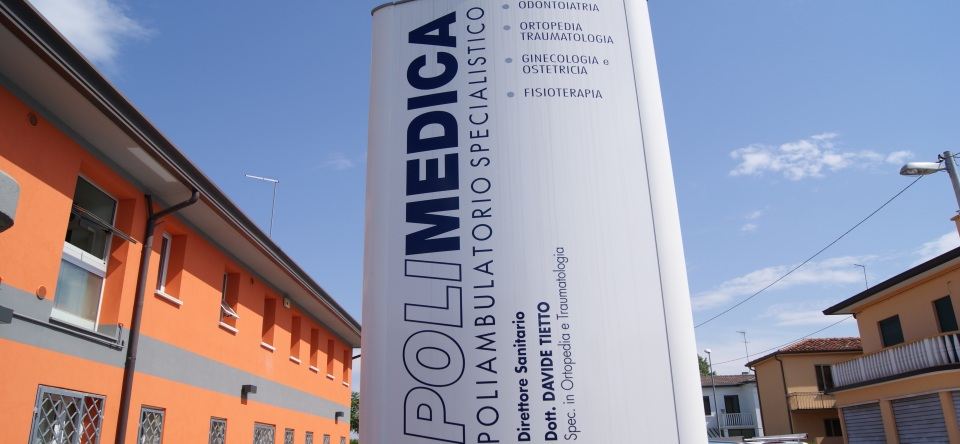 POLIMEDICA
POLIAMBULATORIO SPECIALISTICO
ODONTOIATRIA
ORTOPEDIA
TRAUMATOLOGIA
GINECOLOGIA e
OSTETRICIA
FISIOTERAPIA
Direttore Sanitario
Dott. DAVIDE TIETTO
Spec. in Ortopedia e Traumatologia